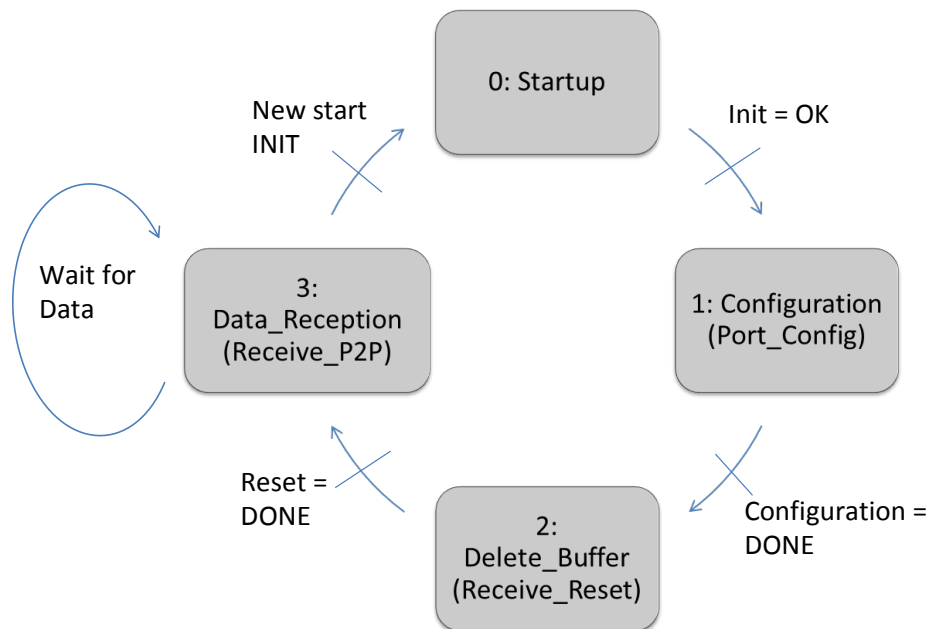 0: Startup
New start
INIT
Init = OK
Wait for
Data
3:
Data_Reception
(Receive_P2P)
1: Configuration
(Port_Config)
Reset =
DONE
2:
Delete_Buffer
(Receive_Reset)
Configuration =
DONE